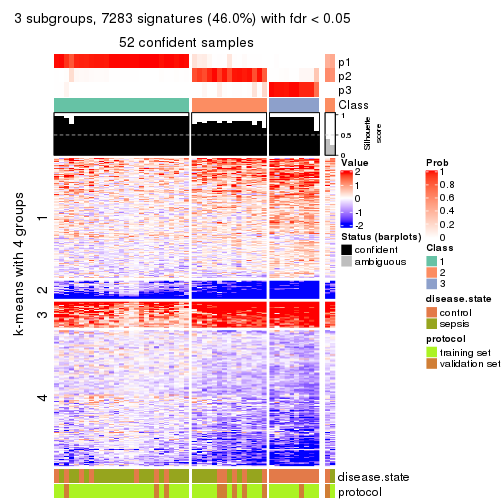 3 subgroups, 7283 signatures (46.0%) with fdr < 0.05
52 confident samples
p1
p2
p3
Class
1
0.5
0
Silhouette
score
k-means with 4 groups
1
2
3
4
disease.state
protocol
Value
2
1
0
-1
-2
Status (barplots)
confident
ambiguous
Prob
1
0.8
0.6
0.4
0.2
0
Class
1
2
3
disease.state
control
sepsis
protocol
training set
validation set